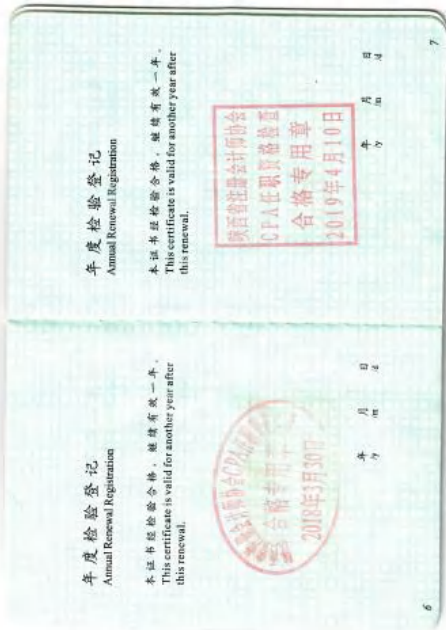 年度检验登记
Annual Renewal Registration
本证书经检验合格，继续有效一年。
This certificate is valid for another year after
this renewal.
合格专用章
2018年3月30日
年 月 日
/y /m /d
6
年度检验登记
Annual Renewal Registration
本证书经检验合格，继续有效一年。
This certificate is valid for another year after
this renewal.
陕西省注册会计师协会
CPA任职资格检查
合格专用章
2019年4月10日
年 月 日
/y /m /d
7